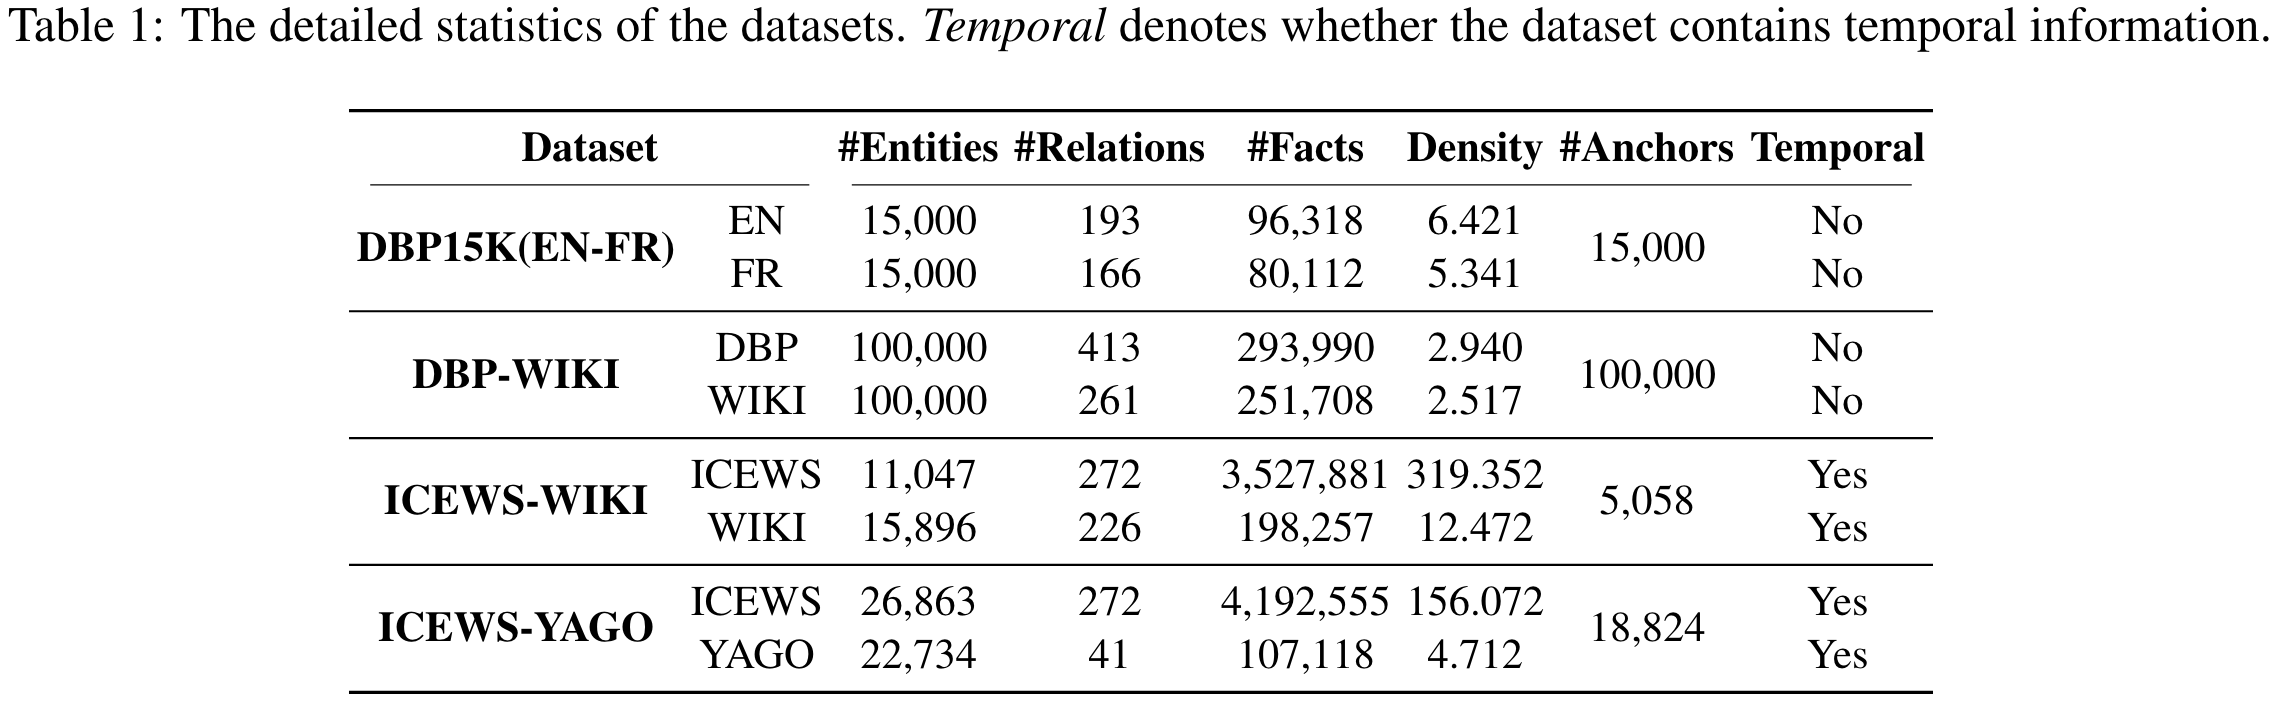 Table 1: The detailed statistics of the datasets. Temporal denotes whether the dataset contains temporal information.
Dataset #Entities #Relations #Facts Density #Anchors Temporal
DBP15K(EN-FR) EN 15,000 193 96,318 6.421 15,000 No
FR 15,000 166 80,112 5.341 No
DBP-WIKI DBP 100,000 413 293,990 2.940 100,000 No
WIKI 100,000 261 251,708 2.517 No
ICEWS-WIKI ICEWS 11,047 272 3,527,881 319.352 5,058 Yes
WIKI 15,896 226 198,257 12.472 Yes
ICEWS-YAGO ICEWS 26,863 272 4,192,555 156.072 18,824 Yes
YAGO 22,734 41 107,118 4.712 Yes